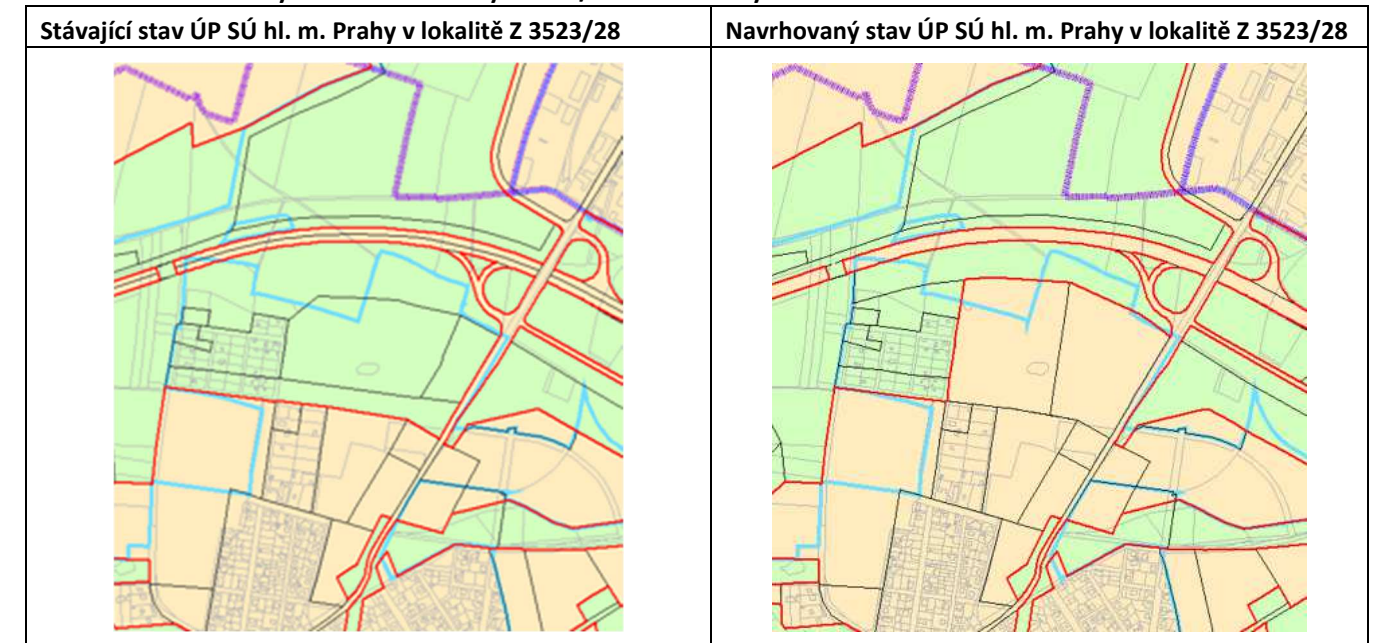 Stávající stav ÚP SÚ hl. m. Prahy v lokalitě Z 3523/28
Navrhovaný stav ÚP SÚ hl. m. Prahy v lokalitě Z 3523/28